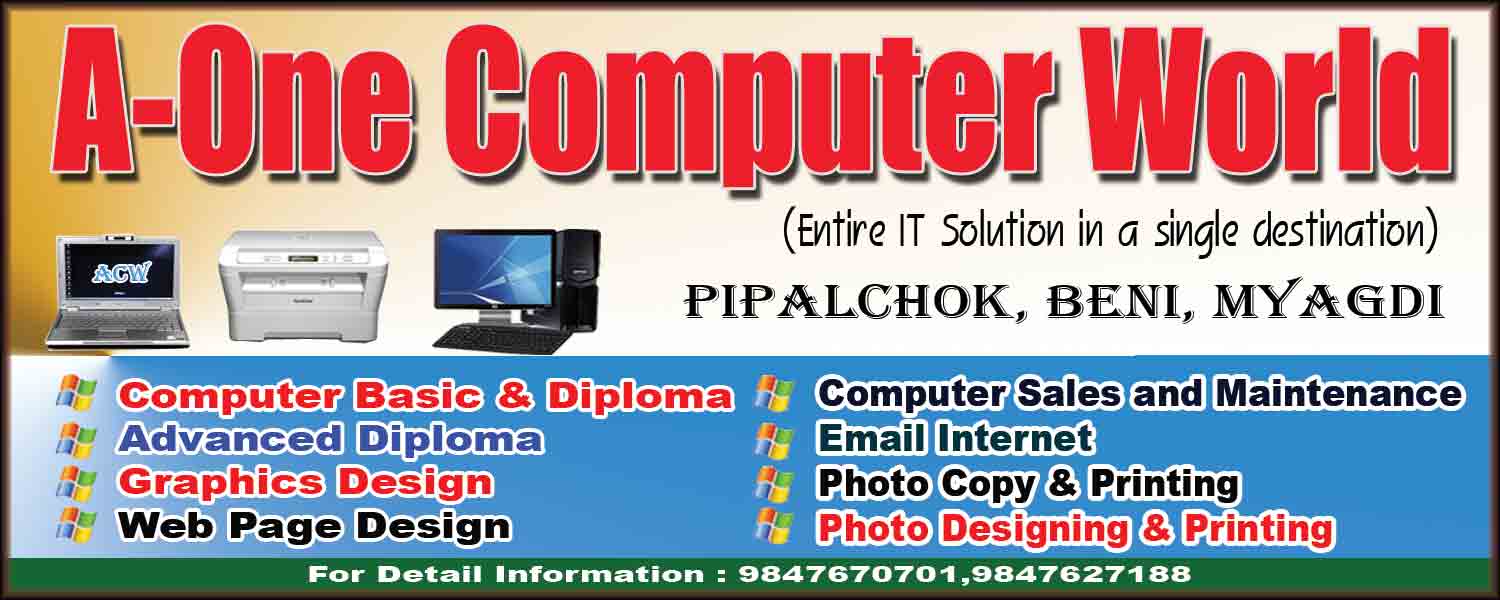 A-One Computer World
(Entire IT Solution in a single destination)
PIPALCHOK, BENI, MYAGDI
ACW
Computer Basic & Diploma
Advanced Diploma
Graphics Design
Web Page Design
Computer Sales and Maintenance
Email Internet
Photo Copy & Printing
Photo Designing & Printing
For Detail Information : 9847670701,9847627188